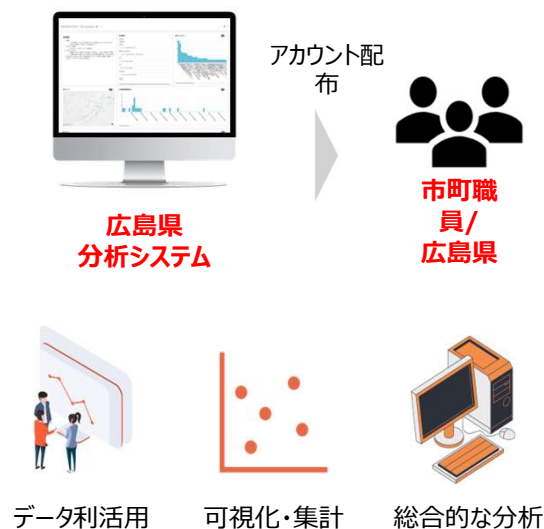 アカウント配
布
広島県
分析システム
市町職
員/
広島県
データ利活用
可視化・集計
総合的な分析